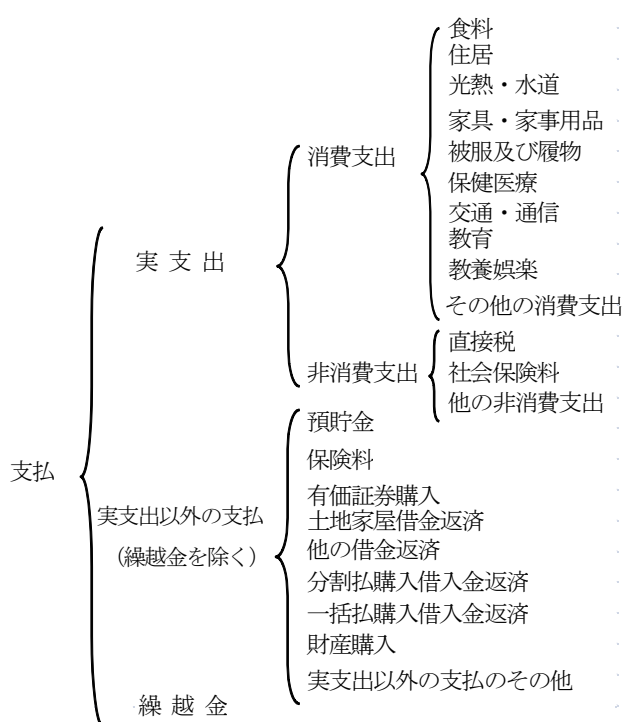 食料
住居
光熱・水道
家具・家事用品
被服及び履物
保健医療
交通・通信
教育
教養娯楽
その他の消費支出
消費支出
実 支 出
直接税
社会保険料
他の非消費支出
非消費支出
支払
預貯金
保険料
有価証券購入
土地家屋借金返済
他の借金返済
分割払購入借入金返済
一括払購入借入金返済
財産購入
実支出以外の支払のその他
実支出以外の支払
（繰越金を除く）
繰 越 金